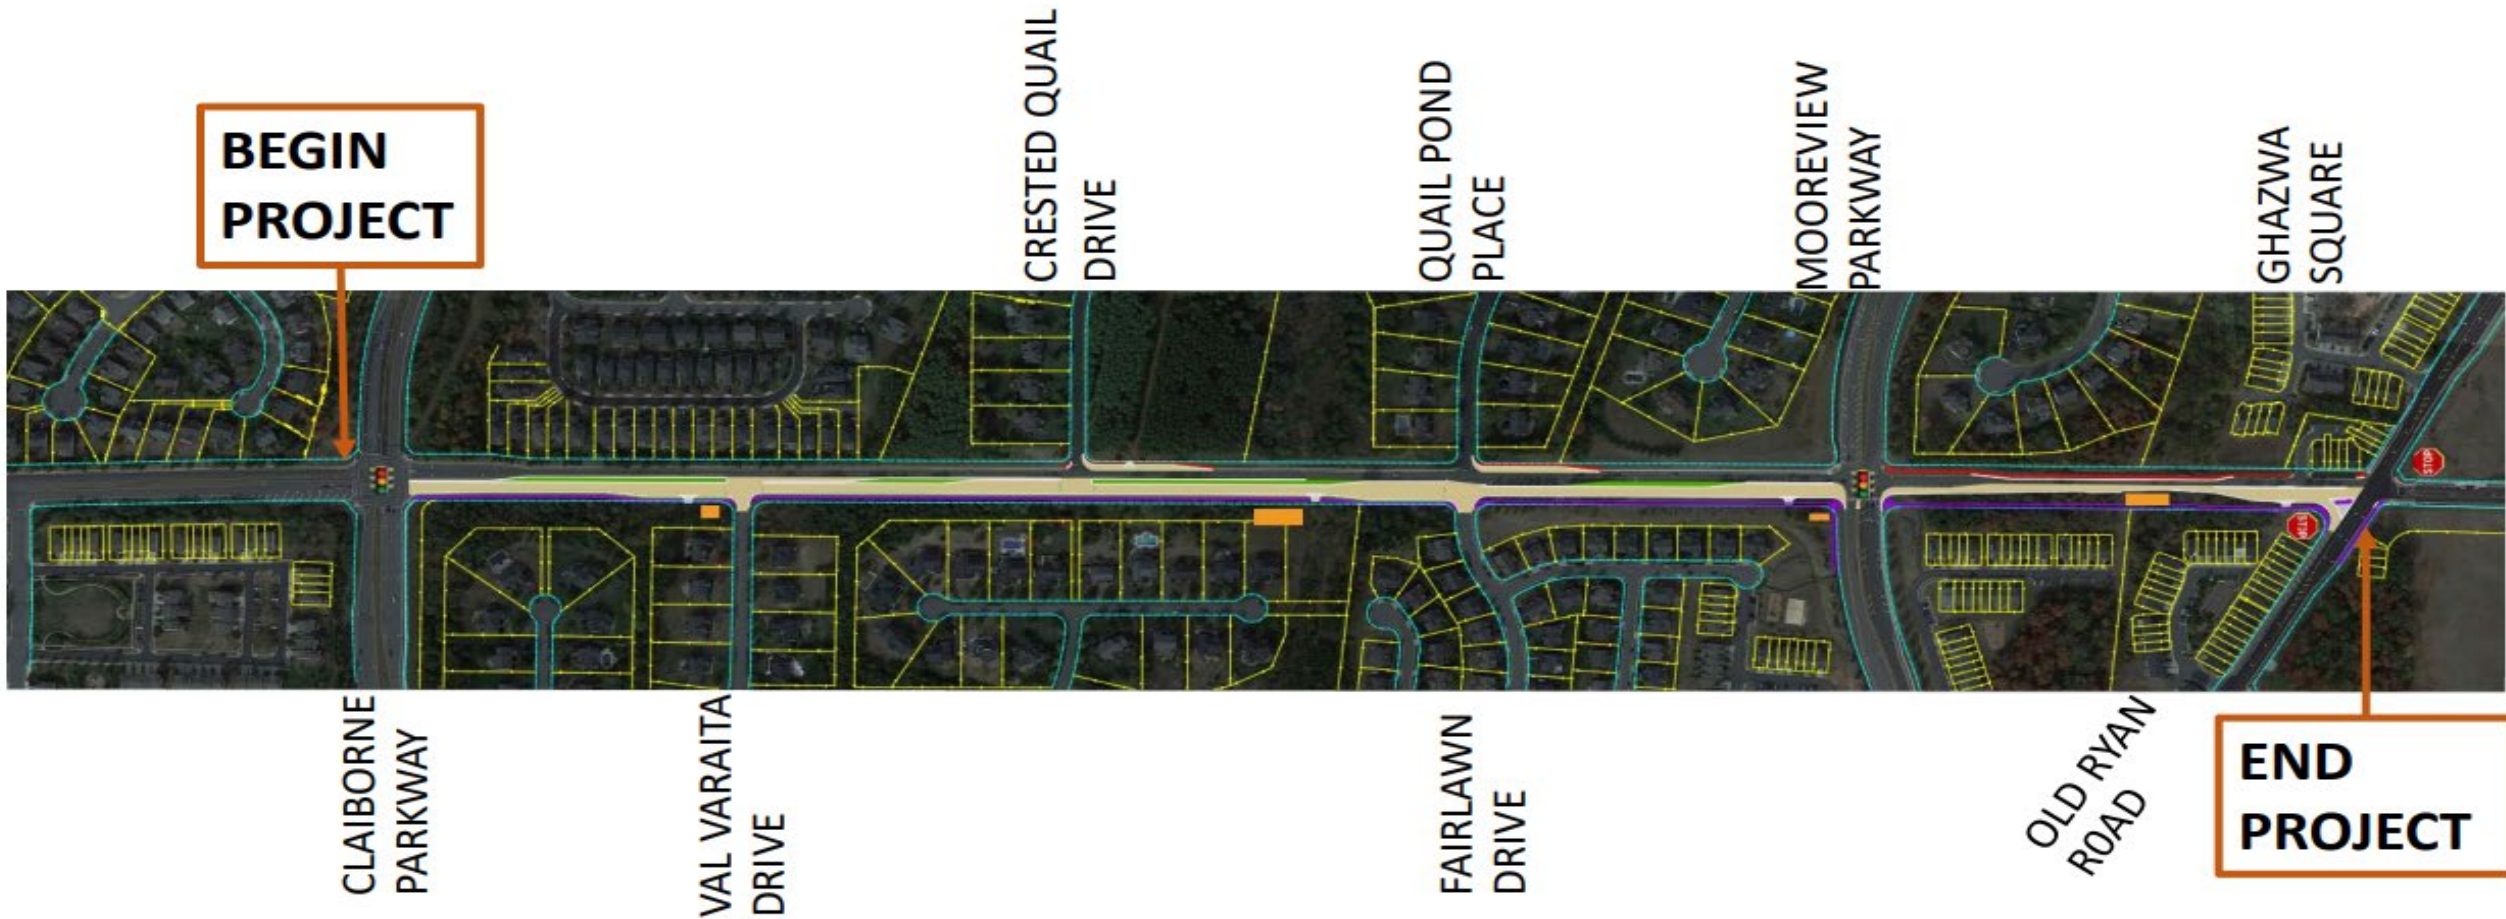 BEGIN
PROJECT
CRESTED QUAIL
DRIVE
QUAIL POND
PLACE
MOOREVIEW
PARKWAY
GHAZWA
SQUARE
STOP
STOP
CLAIBORNE
PARKWAY
VAL VARAITA
DRIVE
FAIRLAWN
DRIVE
OLD RYAN
ROAD
END
PROJECT